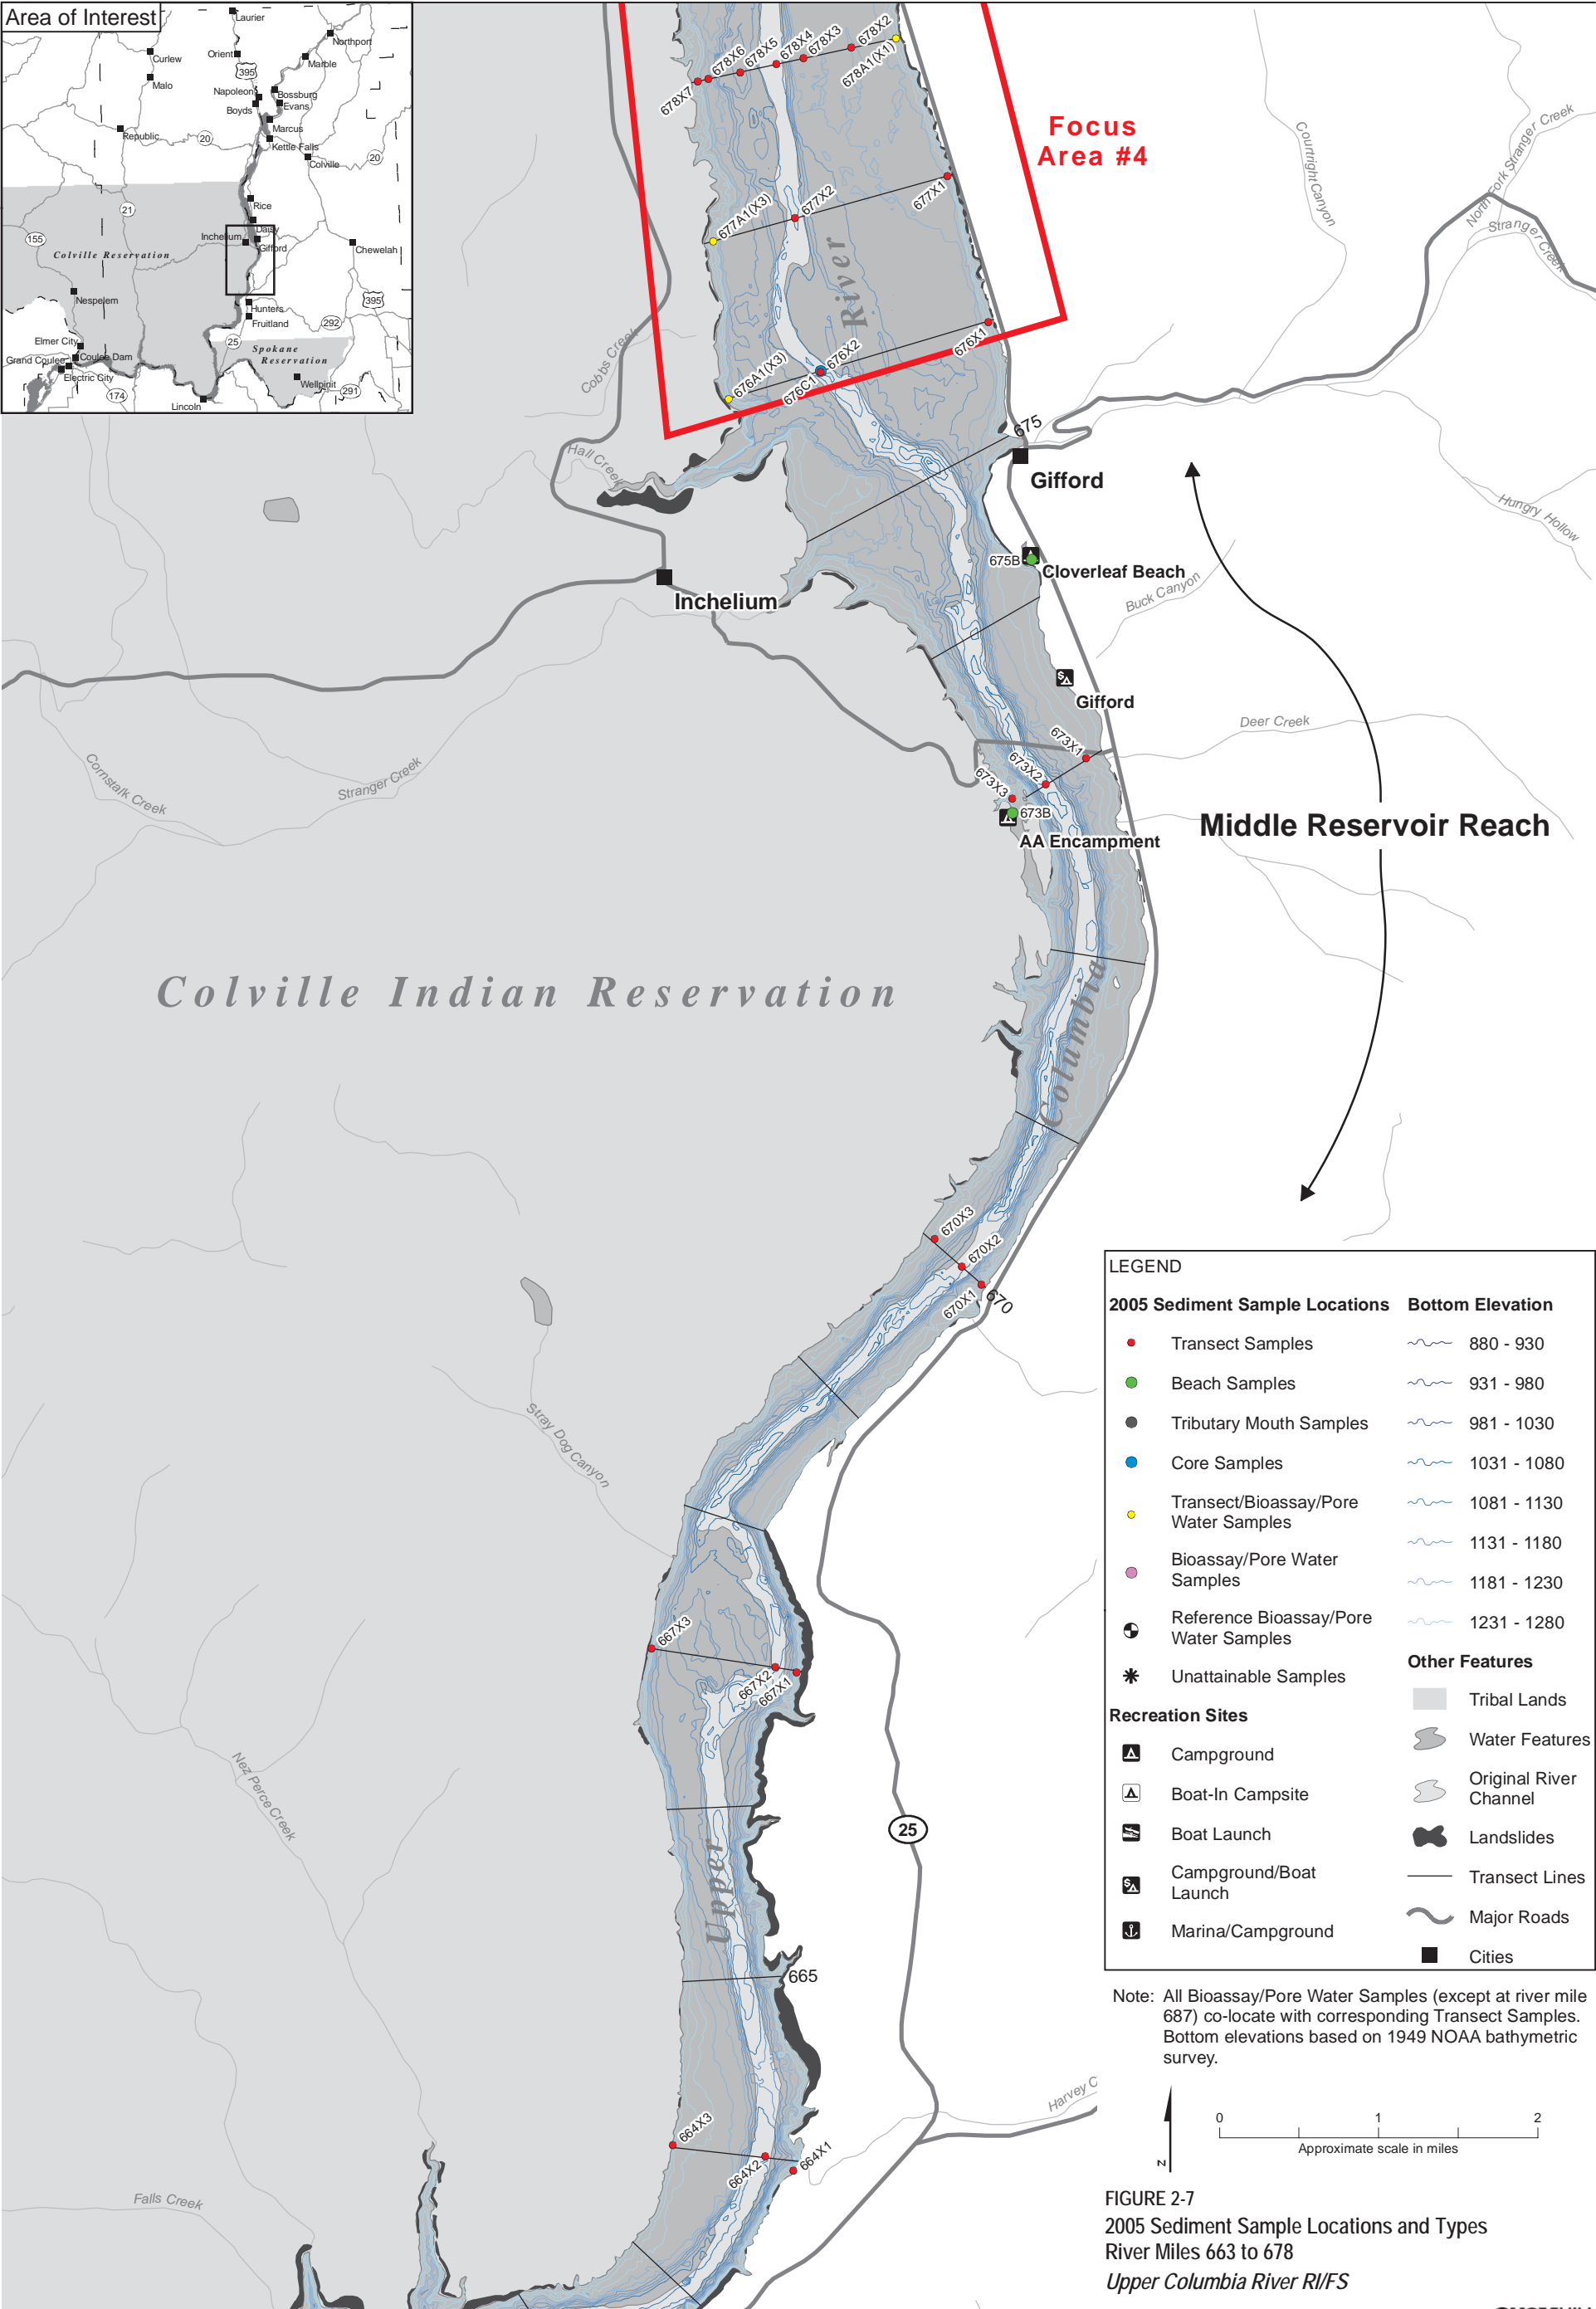 Area of Interest
Laurier
Northport
Orient
Curlew
Marble
395
Malo
Napoleon
Bossburg
Boyds
Evans
Marcus
Republic
20
Kettle Falls
20
Colville
Rice
21
Daisy
155
Inchelium
Gifford
Chewelah
Colville Reservation
Nespelem
395
Hunters
Fruitland
292
Elmer City
25
Spokane
Reservation
Grand Coulee
Coulee Dam
Electric City
Wellpinit
174
291
Lincoln
678X7
678X6
678X5
678X4
678X3
678X2
678A1(X1)
Focus
Area #4
Courtright Canyon
North Fork Stranger Creek
Stranger Creek
677A1(X3)
677X2
677X1
River
Cobbs Creek
676A1(X3)
676C1
676X2
676X1
675
Hall Creek
Gifford
Hungry Hollow
675B
Cloverleaf Beach
Inchelium
Buck Canyon
Gifford
Deer Creek
673X1
673X2
673X3
673B
AA Encampment
Cornstalk Creek
Stranger Creek
Middle Reservoir Reach
Colville Indian Reservation
Columbia
670X3
670X2
670X1
670
Stray Dog Canyon
667X3
667X2
667X1
Nez Perce Creek
25
Upper
665
664X3
664X2
664X1
Harvey C
Falls Creek
LEGEND
2005 Sediment Sample Locations
Transect Samples
Beach Samples
Tributary Mouth Samples
Core Samples
Transect/Bioassay/Pore
Water Samples
Bioassay/Pore Water
Samples
Reference Bioassay/Pore
Water Samples
Unattainable Samples
Recreation Sites
Campground
Boat-In Campsite
Boat Launch
Campground/Boat
Launch
Marina/Campground
Bottom Elevation
880 - 930
931 - 980
981 - 1030
1031 - 1080
1081 - 1130
1131 - 1180
1181 - 1230
1231 - 1280
Other Features
Tribal Lands
Water Features
Original River
Channel
Landslides
Transect Lines
Major Roads
Cities
Note: All Bioassay/Pore Water Samples (except at river mile
687) co-locate with corresponding Transect Samples.
Bottom elevations based on 1949 NOAA bathymetric
survey.
N
0 1 2
Approximate scale in miles
FIGURE 2-7
2005 Sediment Sample Locations and Types
River Miles 663 to 678
Upper Columbia River RI/FS